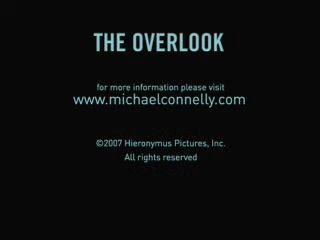 THE OVERLOOK
for more information please visit
www.michaelconnelly.com
©2007 Hieronymus Pictures, Inc.
All rights reserved